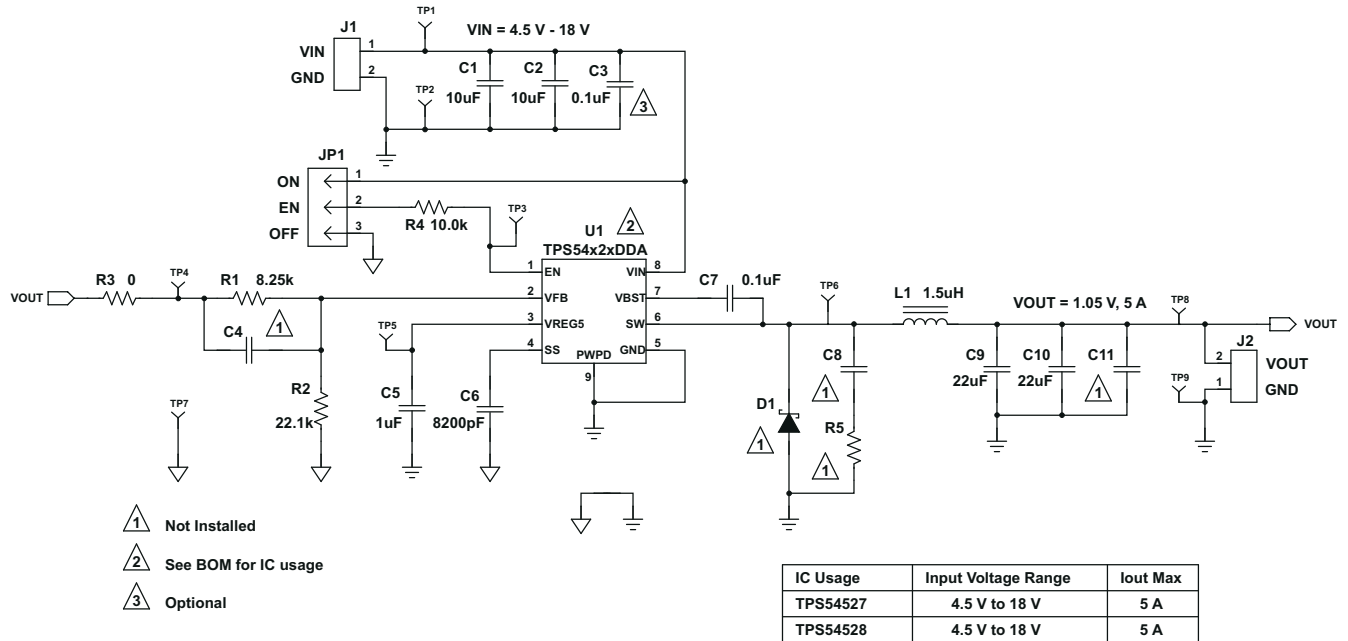 TP1
J1
VIN = 4.5 V - 18 V
VIN 1
GND 2
C1
10uF
C2
10uF
C3
0.1uF
3
TP2
JP1
ON 1
EN 2
OFF 3
R4 10.0k
TP3
U1
2
TPS54x2xDDA
1 EN
2 VFB
3 VREG5
4 SS
VIN 8
VBST 7
SW 6
GND 5
PWPD
9
VOUT
R3 0
TP4
R1 8.25k
C4
1
TP5
R2
22.1k
C5
1uF
C6
8200pF
TP7
C7 0.1uF
TP6
L1 1.5uH
VOUT = 1.05 V, 5 A
TP8
VOUT
D1
1
C8
1
R5
1
C9
22uF
C10
22uF
C11
1
TP9
J2
2 VOUT
1 GND
1 Not Installed
2 See BOM for IC usage
3 Optional
IC Usage Input Voltage Range Iout Max
TPS54527 4.5 V to 18 V 5 A
TPS54528 4.5 V to 18 V 5 A